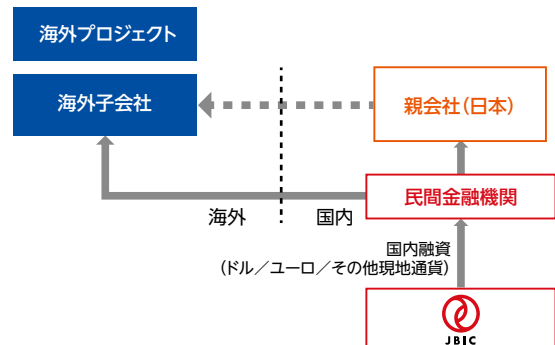 海外プロジェクト
海外子会社
親会社(日本)
民間金融機関
海外
国内
国内融資
(ドル/ユーロ/その他現地通貨)
JBIC